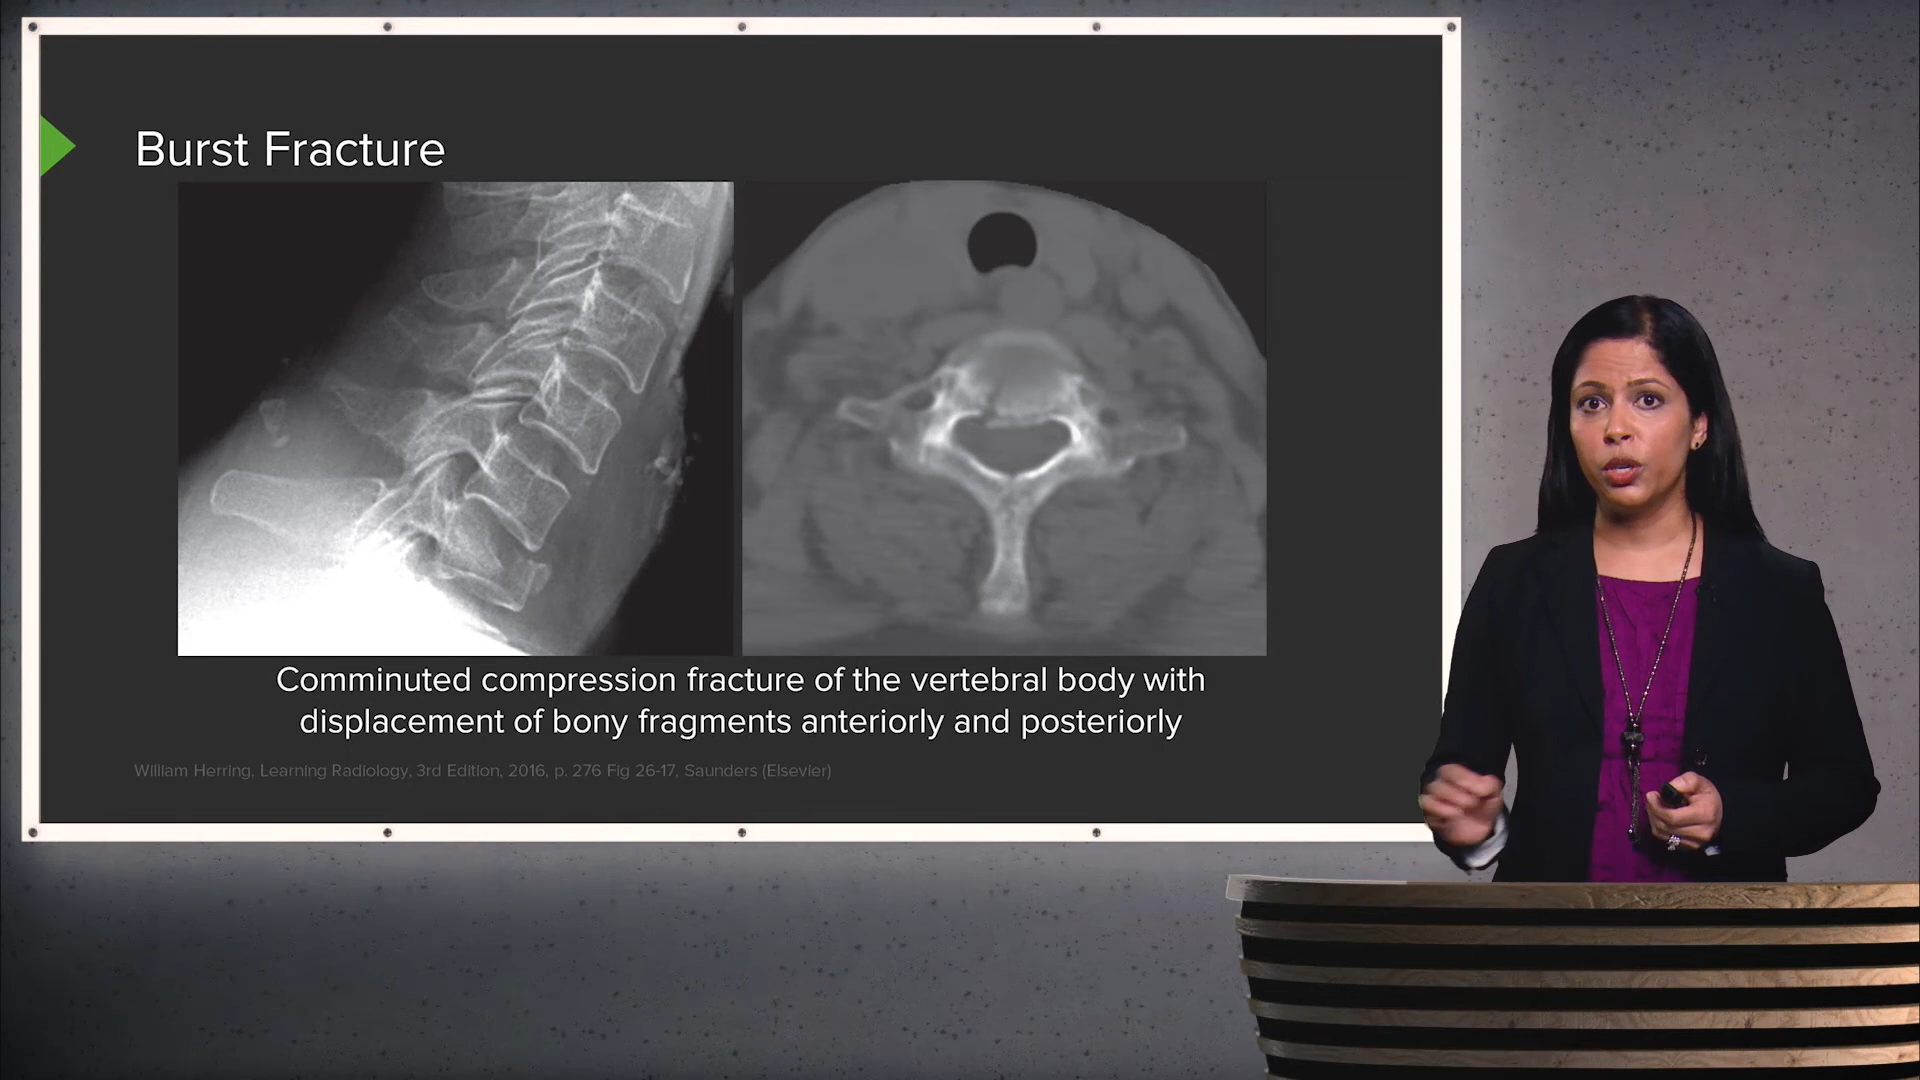 Burst Fracture
Comminuted compression fracture of the vertebral body with
displacement of bony fragments anteriorly and posteriorly
William Herring, Learning Radiology, 3rd Edition, 2016, p. 276 Fig 26-17, Saunders (Elsevier)